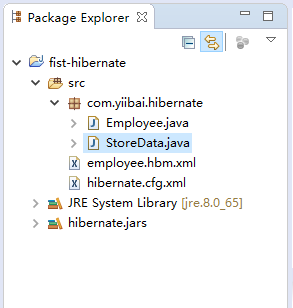 Package Explorer
fist-hibernate
src
com.yiibai.hibernate
Employee.java
StoreData.java
employee.hbm.xml
hibernate.cfg.xml
JRE System Library [jre.8.0_65]
hibernate.jars